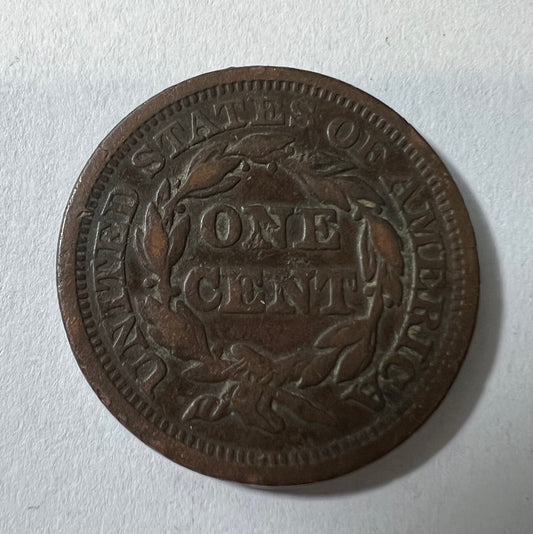 UNITED STATES OF AMERICA
ONE
CENT